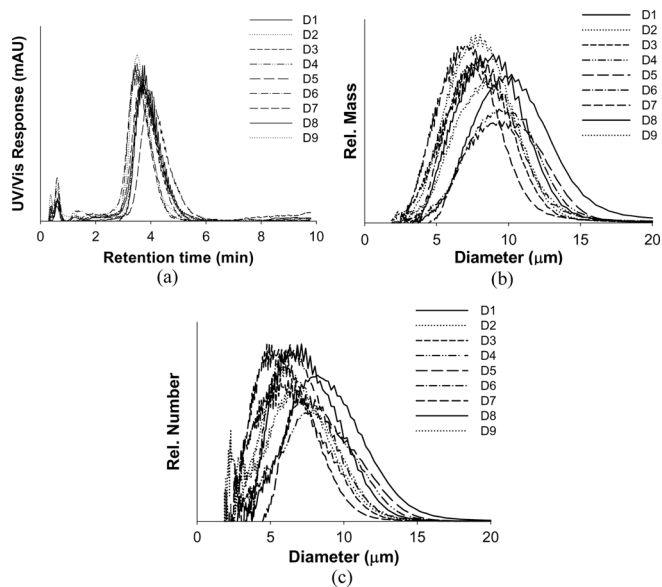 UV/Vis Response (mAU)
D1
D2
D3
D4
D5
D6
D7
D8
D9
0 2 4 6 8 10
Retention time (min)
(a)
Rel. Mass
D1
D2
D3
D4
D5
D6
D7
D8
D9
0 5 10 15 20
Diameter (μm)
(b)
Rel. Number
D1
D2
D3
D4
D5
D6
D7
D8
D9
0 5 10 15 20
Diameter (μm)
(c)